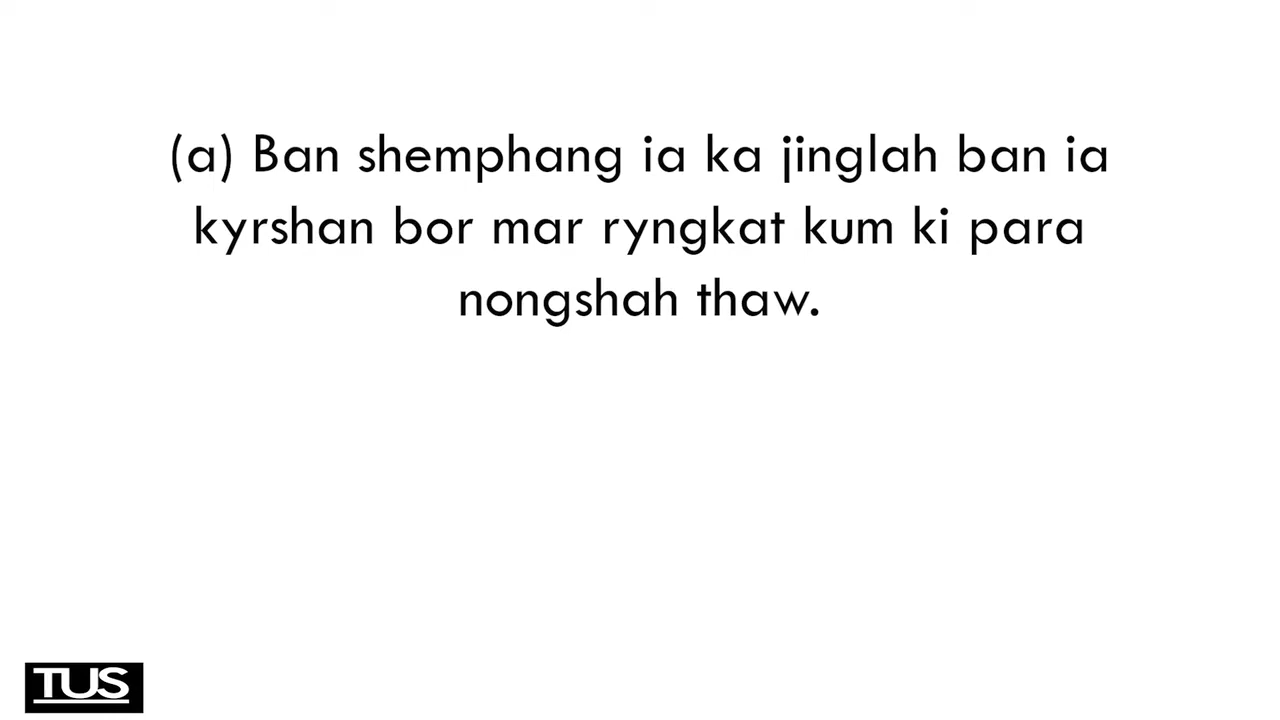 (a) Ban shemphang ia ka jinglah ban ia
kyrshan bor mar ryngkat kum ki para
nongshah thaw.
TUS